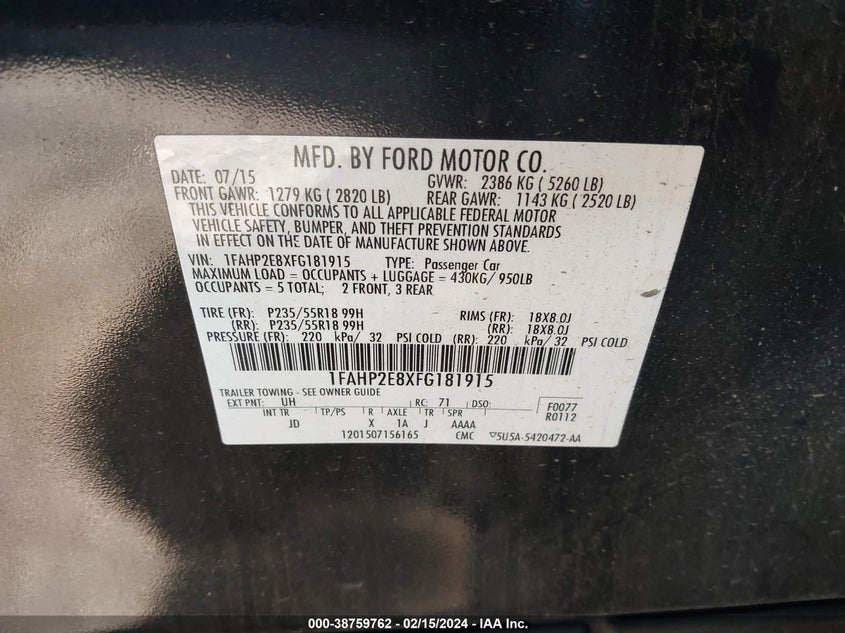 MFD. BY FORD MOTOR CO.
DATE: 07/15 GVWR: 2386 KG ( 5260 LB)
FRONT GAWR: 1279 KG ( 2820 LB) REAR GAWR: 1143 KG ( 2520 LB)
THIS VEHICLE CONFORMS TO ALL APPLICABLE FEDERAL MOTOR
VEHICLE SAFETY, BUMPER, AND THEFT PREVENTION STANDARDS
IN EFFECT ON THE DATE OF MANUFACTURE SHOWN ABOVE.
VIN: 1FAHP2E8XFG181915 TYPE: Passenger Car
MAXIMUM LOAD = OCCUPANTS + LUGGAGE = 430KG/ 950LB
OCCUPANTS = 5 TOTAL; 2 FRONT, 3 REAR
TIRE (FR): P235/55R18 99H RIMS (FR): 18X8.0J
(RR): P235/55R18 99H (RR): 18X8.0J
PRESSURE (FR): 220 kPa/ 32 PSI COLD (RR): 220 kPa/ 32 PSI COLD
1FAHP2E8XFG181915
TRAILER TOWING - SEE OWNER GUIDE
EXT PNT: UH RC: 71 DSO: F0077
INT TR TP/PS R AXLE TR SPR R0112
JD X 1A J AAAA
1201507156165 CMC ▽5U5A-5420472-AA
000-38759762 - 02/15/2024 - IAA Inc.